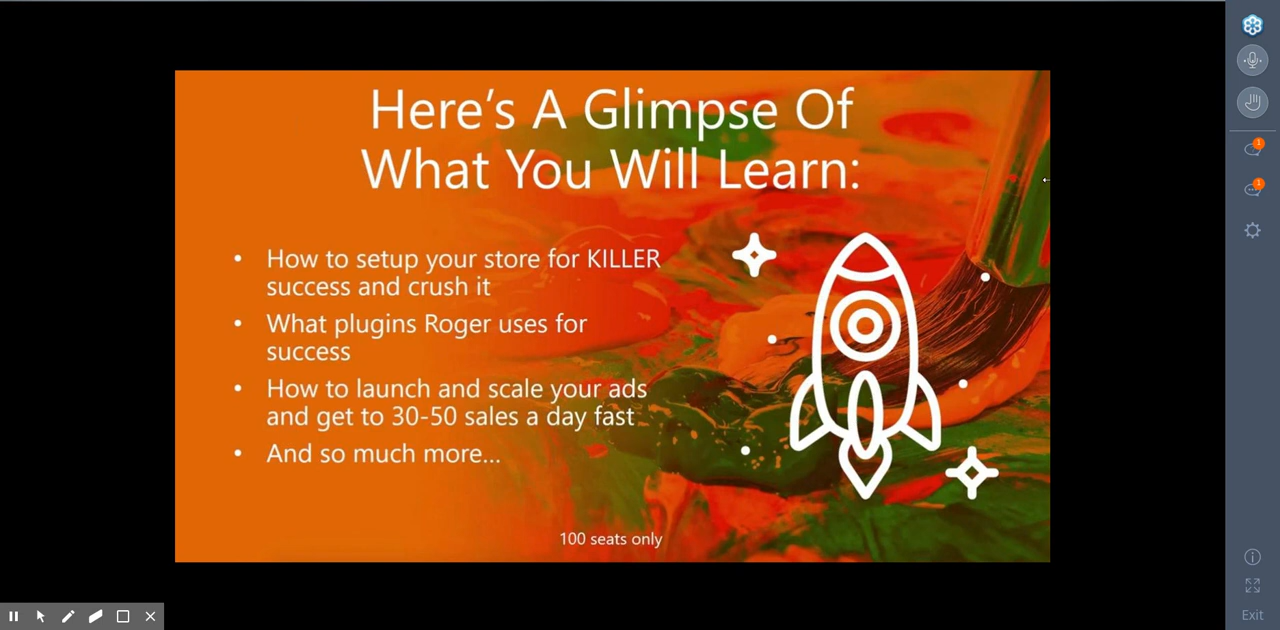 Here's A Glimpse Of
What You Will Learn:
• How to setup your store for KILLER
success and crush it
• What plugins Roger uses for
success
• How to launch and scale your ads
and get to 30-50 sales a day fast
• And so much more...
100 seats only
1
1
Exit